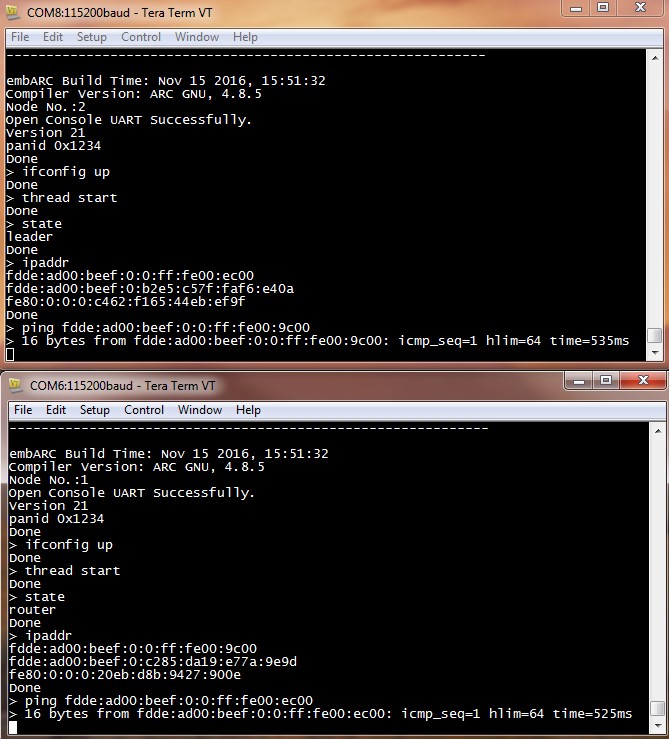 COM8:115200baud - Tera Term VT
File Edit Setup Control Window Help
------------------------------------------------------------
embARC Build Time: Nov 15 2016, 15:51:32
Compiler Version: ARC GNU, 4.8.5
Node No.:2
Open Console UART Successfully.
Version 21
panid 0x1234
Done
> ifconfig up
Done
> thread start
Done
> state
leader
Done
> ipaddr
fdde:ad00:beef:0:0:ff:fe00:ec00
fdde:ad00:beef:0:b2e5:c57f:faf6:e40a
fe80:0:0:0:c462:f165:44eb:ef9f
Done
> ping fdde:ad00:beef:0:0:ff:fe00:9c00
> 16 bytes from fdde:ad00:beef:0:0:ff:fe00:9c00: icmp_seq=1 hlim=64 time=535ms
COM6:115200baud - Tera Term VT
File Edit Setup Control Window Help
------------------------------------------------------------
embARC Build Time: Nov 15 2016, 15:51:32
Compiler Version: ARC GNU, 4.8.5
Node No.:1
Open Console UART Successfully.
Version 21
panid 0x1234
Done
> ifconfig up
Done
> thread start
Done
> state
router
Done
> ipaddr
fdde:ad00:beef:0:0:ff:fe00:9c00
fdde:ad00:beef:0:c285:da19:e77a:9e9d
fe80:0:0:0:20eb:d8b:9427:900e
Done
> ping fdde:ad00:beef:0:0:ff:fe00:ec00
> 16 bytes from fdde:ad00:beef:0:0:ff:fe00:ec00: icmp_seq=1 hlim=64 time=525ms